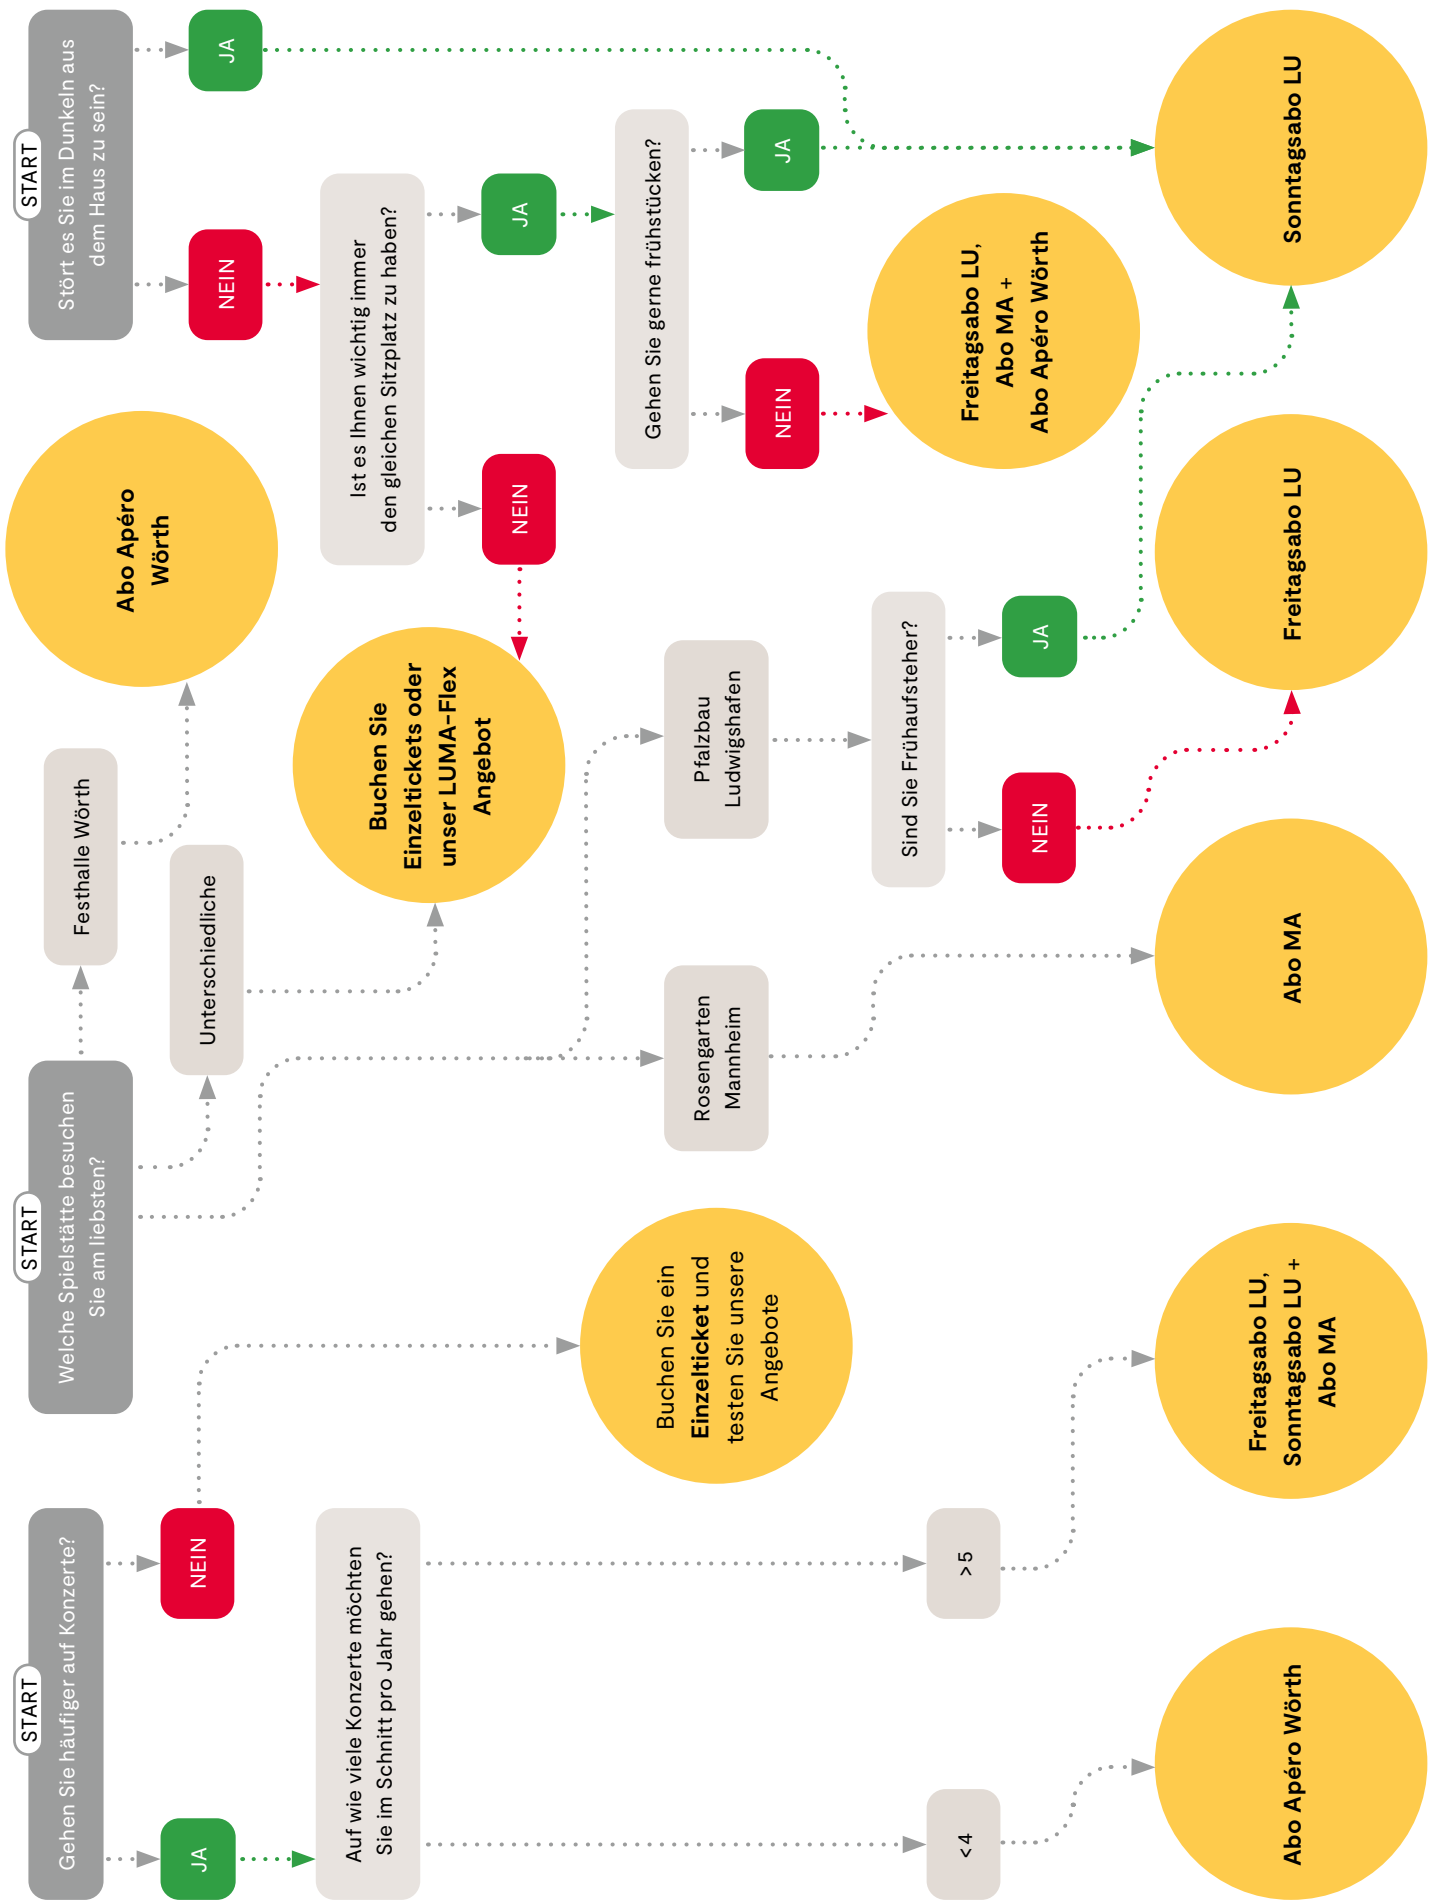 START
Gehen Sie häufiger auf Konzerte?
JA
NEIN
Auf wie viele Konzerte möchten
Sie im Schnitt pro Jahr gehen?
Buchen Sie ein
Einzelticket und
testen Sie unsere
Angebote
<4
>5
Abo Apéro Wörth
Freitagsabo LU,
Sonntagsabo LU +
Abo MA
START
Welche Spielstätte besuchen
Sie am liebsten?
Festhalle Wörth
Abo Apéro
Wörth
Unterschiedliche
Buchen Sie
Einzeltickets oder
unser LUMA-Flex
Angebot
Rosengarten
Mannheim
Pfalzbau
Ludwigshafen
Sind Sie Frühaufsteher?
NEIN
JA
Abo MA
Freitagsabo LU
START
Stört es Sie im Dunkeln aus
dem Haus zu sein?
NEIN
JA
Ist es Ihnen wichtig immer
den gleichen Sitzplatz zu haben?
NEIN
JA
Gehen Sie gerne frühstücken?
NEIN
JA
Freitagsabo LU,
Abo MA +
Abo Apéro Wörth
Sonntagsabo LU